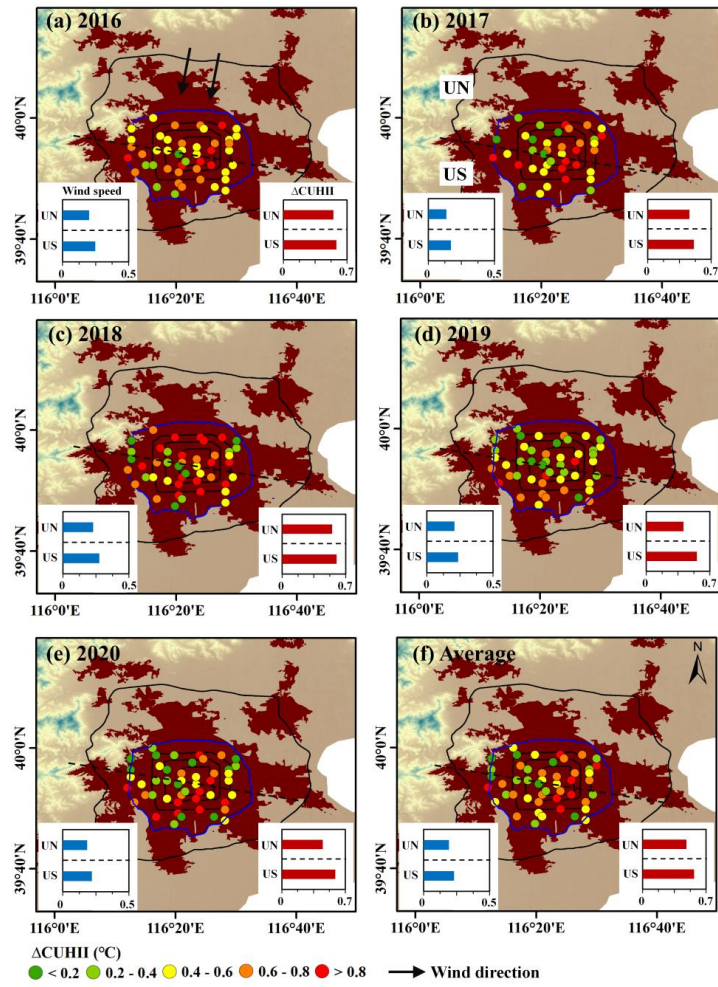 (a) 2016
(b) 2017
40°0'N
39°40'N
UN
US
Wind speed
UN
US
0
0.5
ΔCUHII
UN
US
0
0.7
UN
US
0
0.5
UN
US
0
0.7
116°0'E
116°20'E
116°40'E
116°0'E
116°20'E
116°40'E
40°0'N
39°40'N
(c) 2018
(d) 2019
40°0'N
39°40'N
UN
US
0
0.5
UN
US
0
0.7
UN
US
0
0.5
UN
US
0
0.7
116°0'E
116°20'E
116°40'E
116°0'E
116°20'E
116°40'E
40°0'N
39°40'N
(e) 2020
(f) Average
N
40°0'N
39°40'N
UN
US
0
0.5
UN
US
0
0.7
UN
US
0
0.5
UN
US
0
0.7
116°0'E
116°20'E
116°40'E
116°0'E
116°20'E
116°40'E
40°0'N
39°40'N
ΔCUHII (°C)
< 0.2 0.2 - 0.4 0.4 - 0.6 0.6 - 0.8 > 0.8 Wind direction